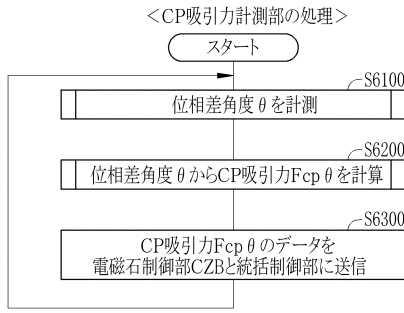 <CP吸引力計測部の処理>
スタート
S6100
位相差角度θを計測
S6200
位相差角度θからCP吸引力Fcpθを計算
S6300
CP吸引力Fcpθのデータを
電磁石制御部CZBと統括制御部に送信